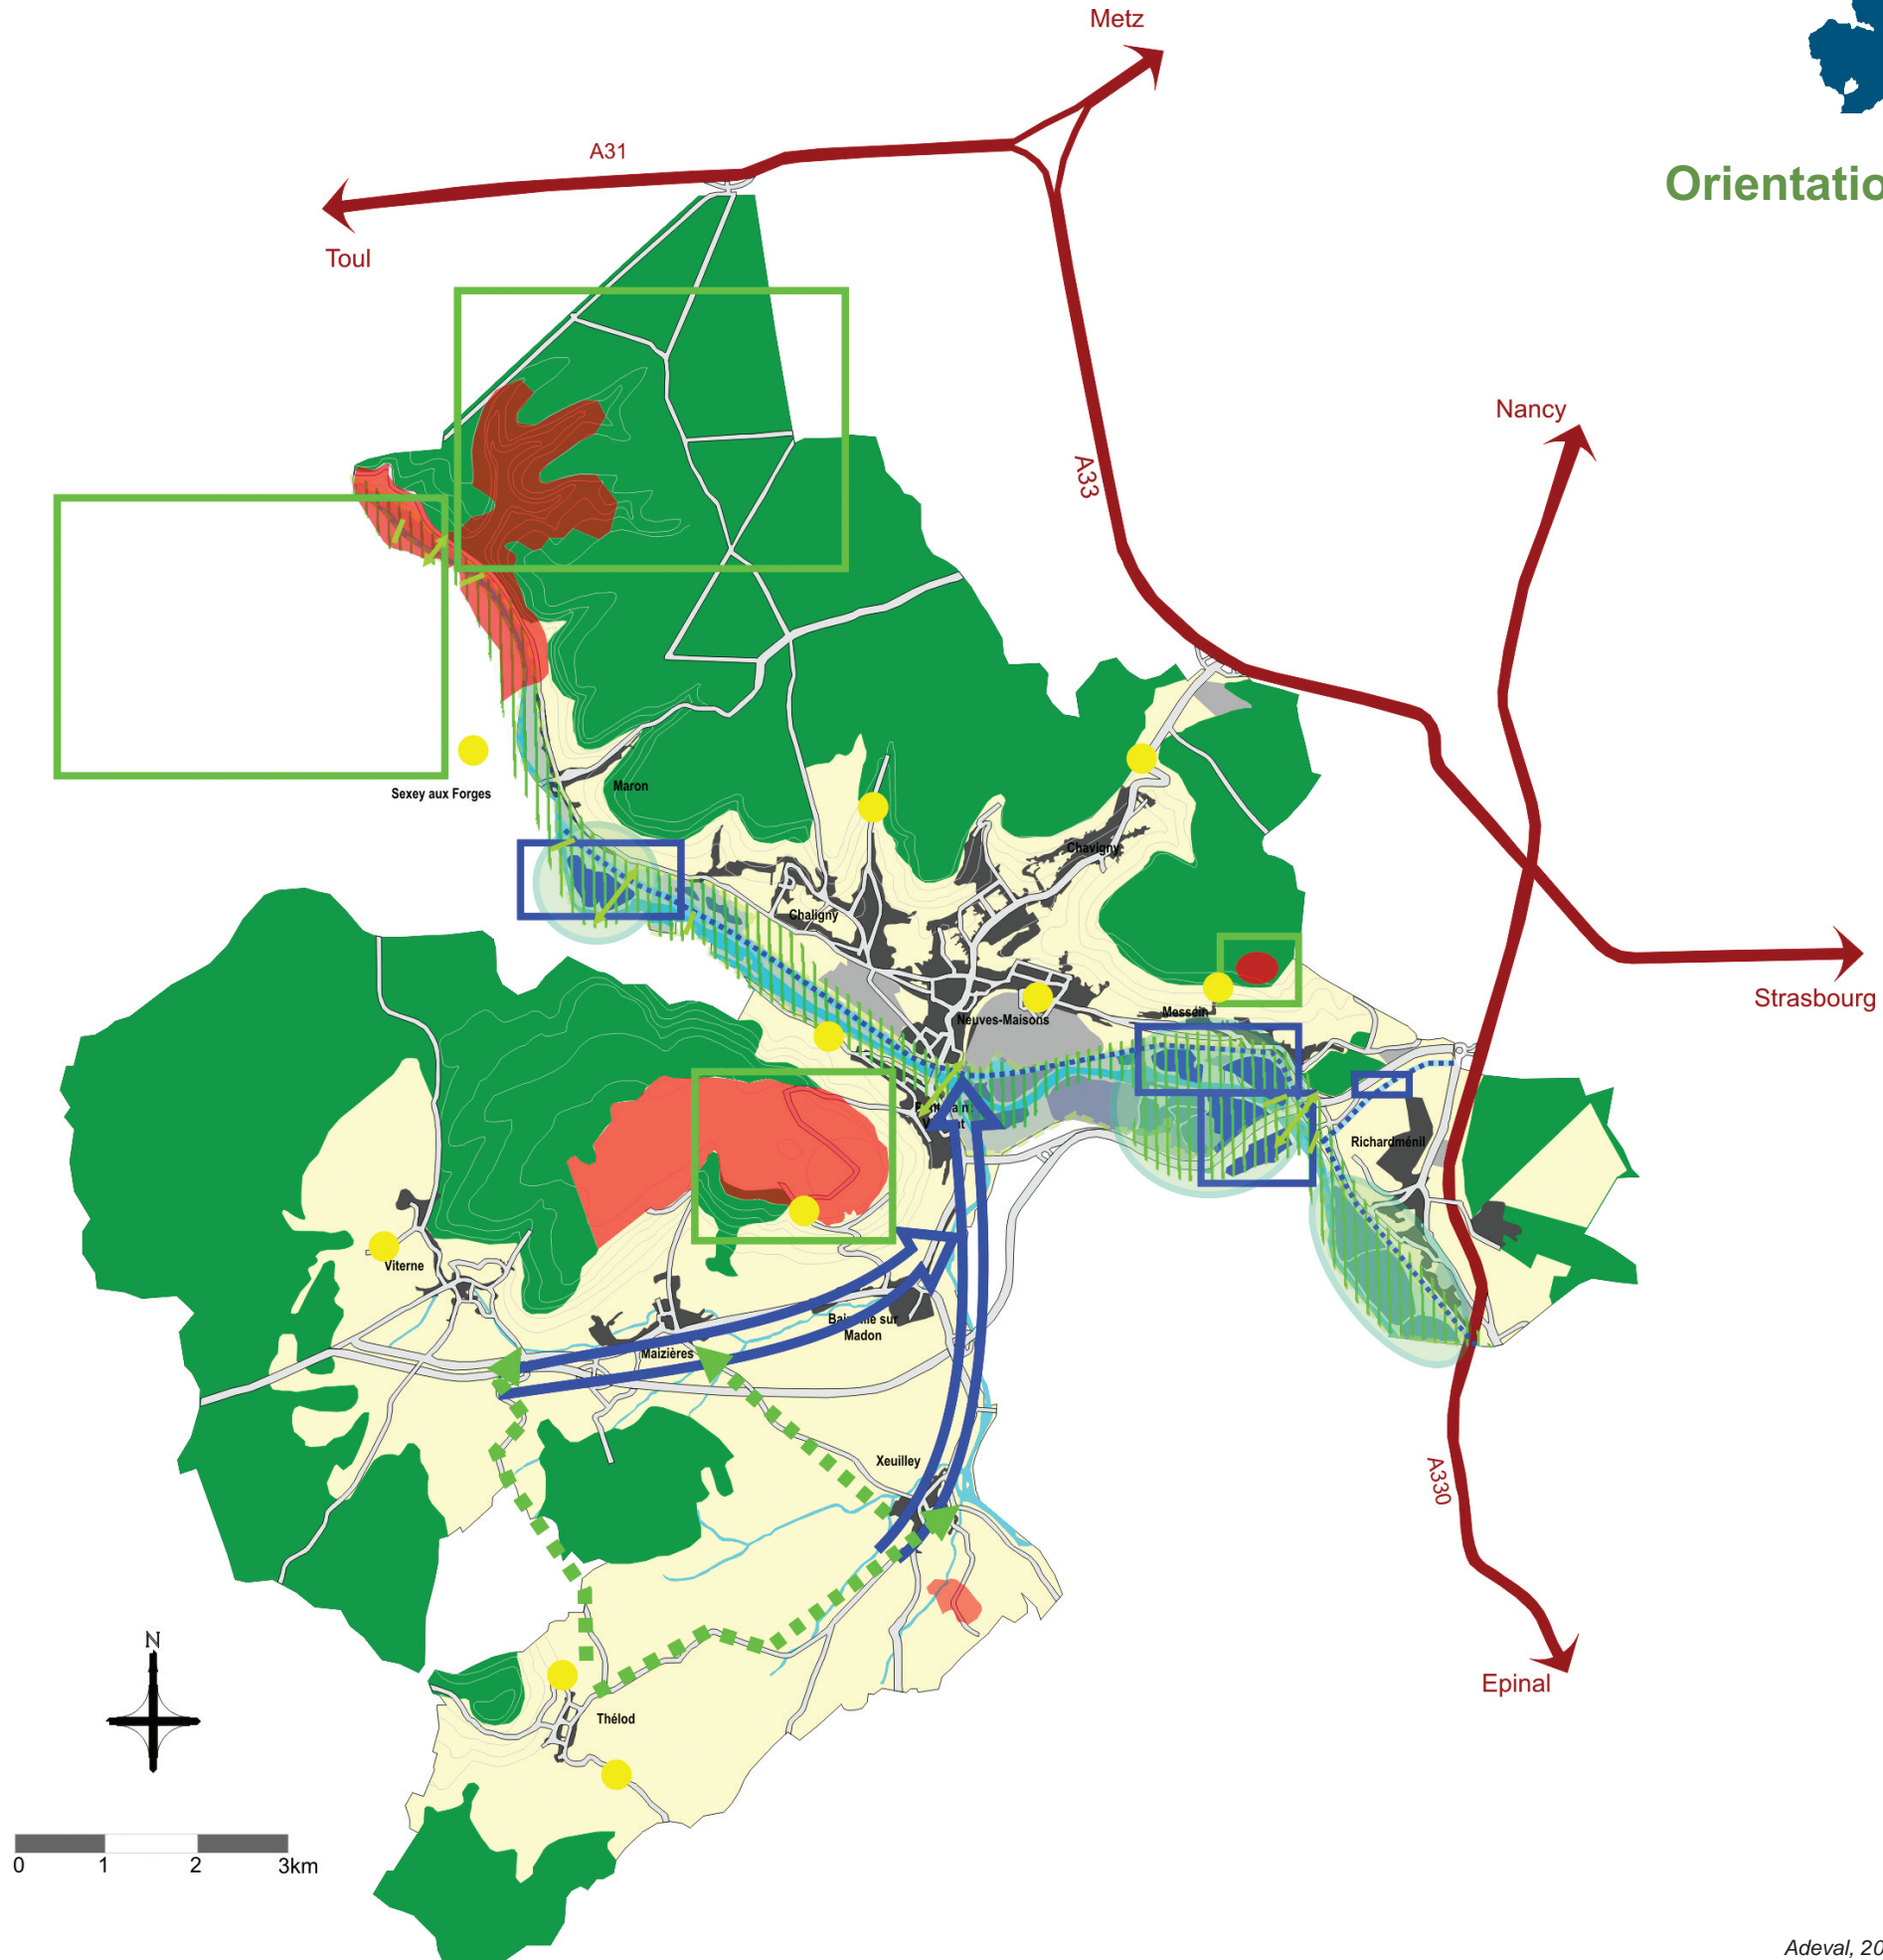 Metz
A31
Orientatio
Toul
Nancy
A33
Maron
Sexey aux Forges
Chavigny
Chaligny
Strasbourg
Messein
Neuves-Maisons
Richardménil
Viterne
sur
Madon
Maizières
Xeuilley
A330
N
Epinal
Thélod
0 1 2 3km
Adeval, 20